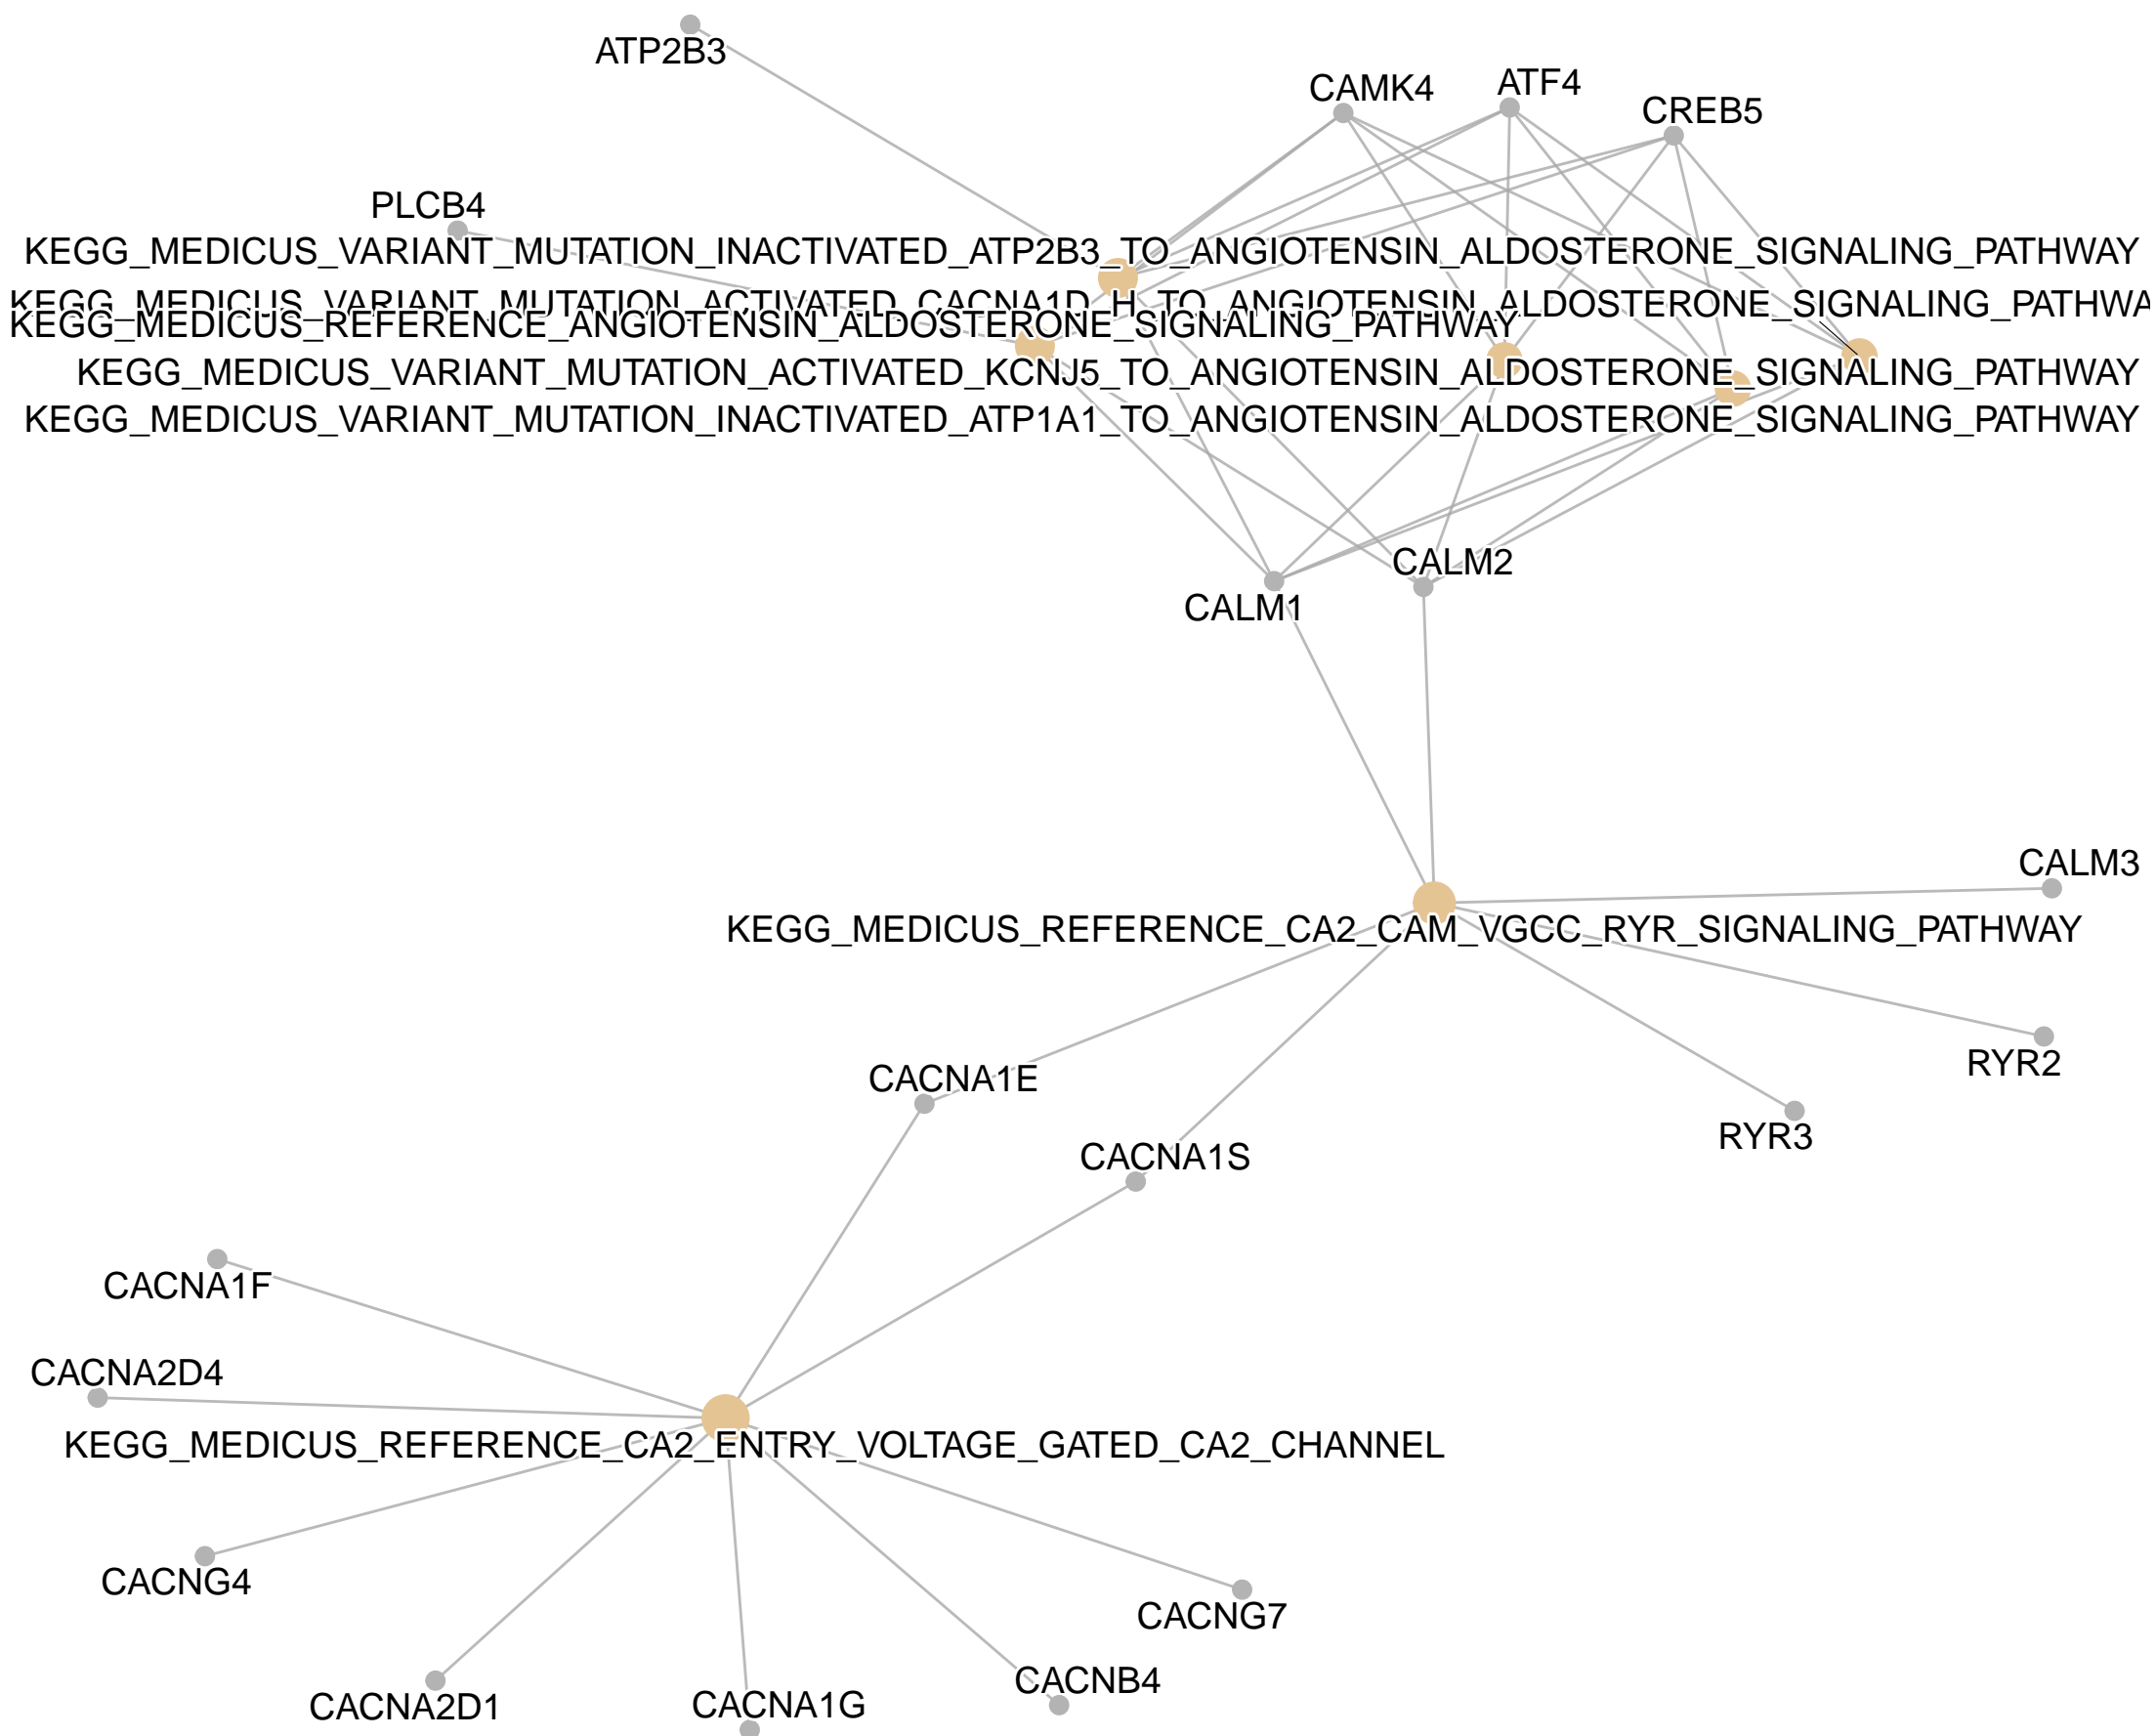 ATP2B3
CAMK4
ATF4
CREB5
PLCB4
KEGG_MEDICUS_VARIANT_MUTATION_INACTIVATED_ATP2B3_TO_ANGIOTENSIN_ALDOSTERONE_SIGNALING_PATHWAY
KEGG_MEDICUS_VARIANT_MUTATION_ACTIVATED_CACNA1D_H_TO_ANGIOTENSIN_ALDOSTERONE_SIGNALING_PATHWA
KEGG_MEDICUS_REFERENCE_ANGIOTENSIN_ALDOSTERONE_SIGNALING_PATHWAY
KEGG_MEDICUS_VARIANT_MUTATION_ACTIVATED_KCNJ5_TO_ANGIOTENSIN_ALDOSTERONE_SIGNALING_PATHWAY
KEGG_MEDICUS_VARIANT_MUTATION_INACTIVATED_ATP1A1_TO_ANGIOTENSIN_ALDOSTERONE_SIGNALING_PATHWAY
CALM2
CALM1
CALM3
KEGG_MEDICUS_REFERENCE_CA2_CAM_VGCC_RYR_SIGNALING_PATHWAY
RYR2
CACNA1E
RYR3
CACNA1S
CACNA1F
CACNA2D4
KEGG_MEDICUS_REFERENCE_CA2_ENTRY_VOLTAGE_GATED_CA2_CHANNEL
CACNG4
CACNG7
CACNB4
CACNA2D1
CACNA1G